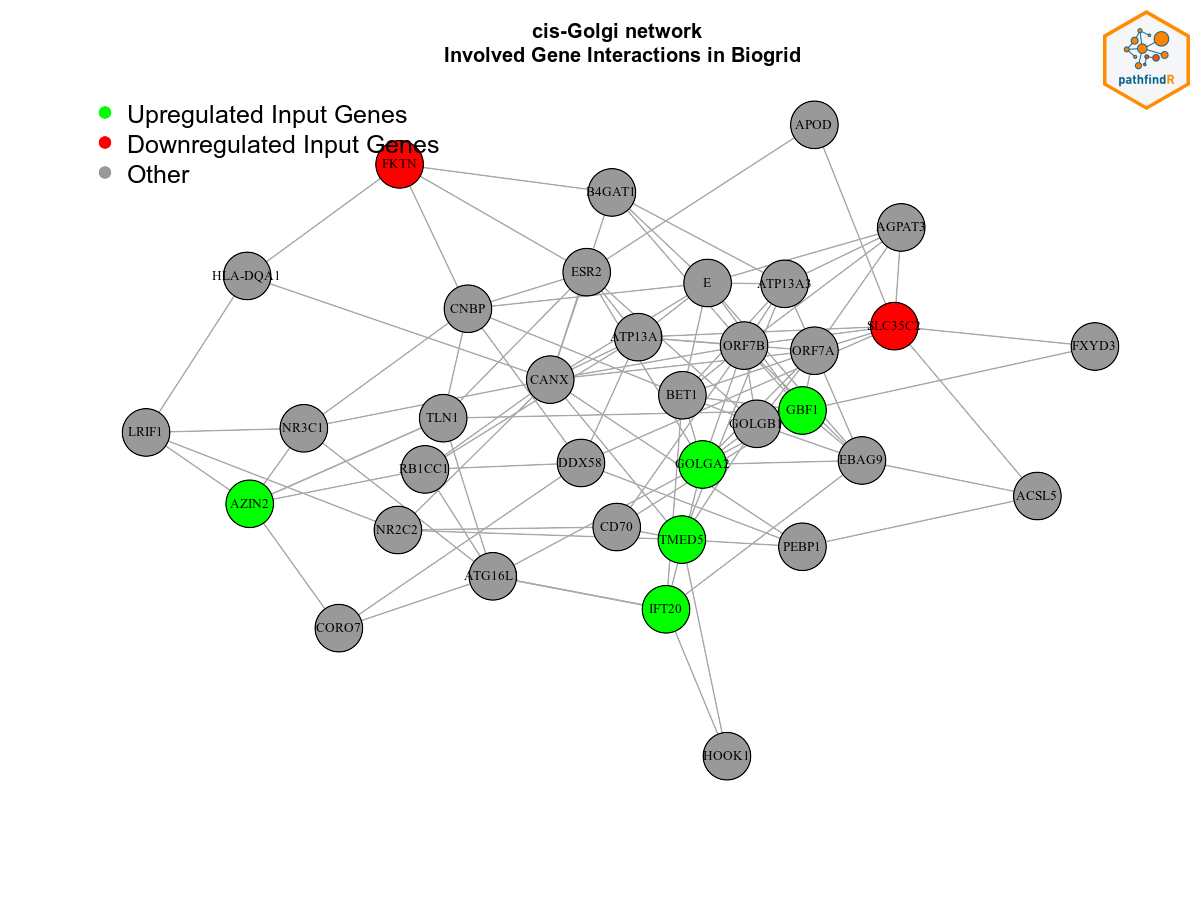 cis-Golgi network
Involved Gene Interactions in Biogrid
pathfindR
Upregulated Input Genes
Downregulated Input Genes
Other
APOD
FKTN
B4GAT1
AGPAT3
HLA-DQA1
ESR2
E
ATP13A3
CNBP
SLC35C2
ATP13A
ORF7B
ORF7A
FXYD3
CANX
BET1
GBF1
TLN1
GOLGB1
LRIF1
NR3C1
RB1CC1
DDX58
GOLGA2
EBAG9
AZIN2
ACSL5
NR2C2
CD70
TMED5
PEBP1
ATG16L
IFT20
CORO7
HOOK1